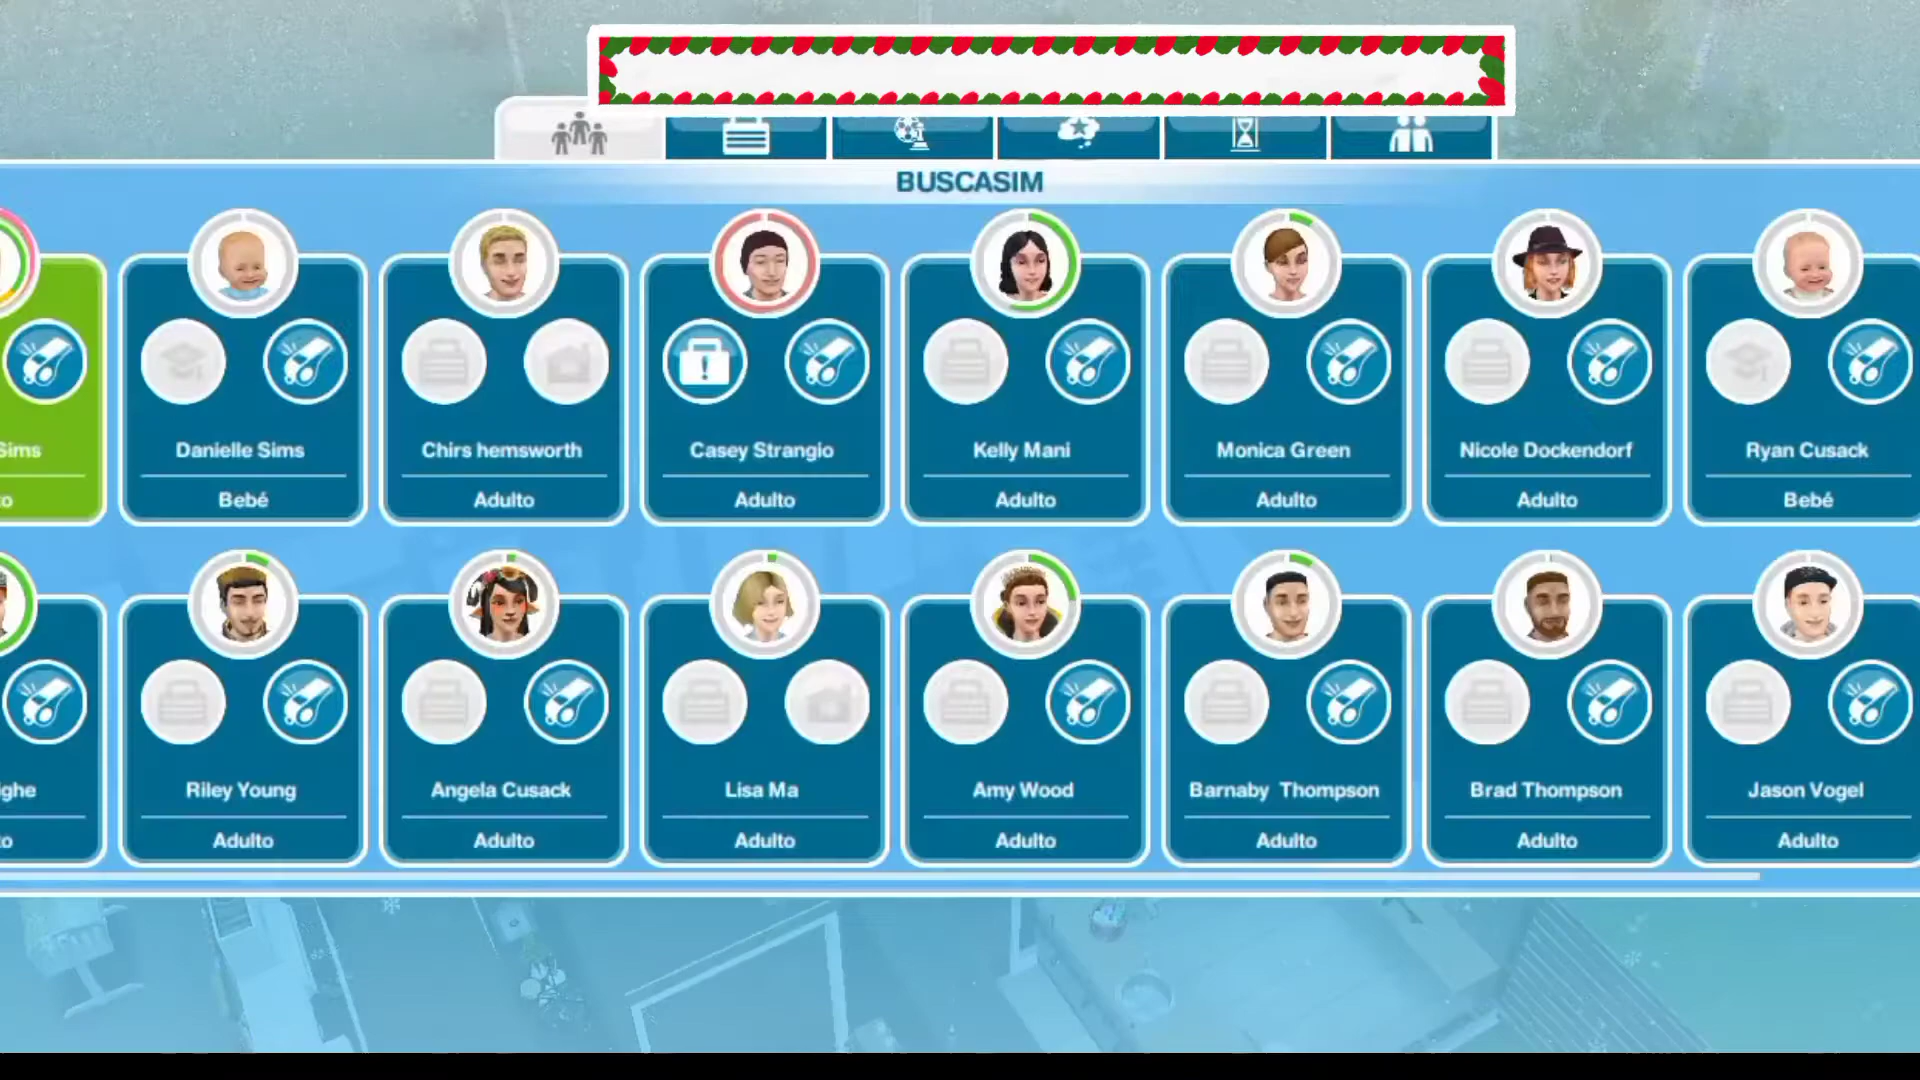 BUSCASIM
Sims
Danielle Sims
Bebé
Chirs hemsworth
Adulto
Casey Strangio
Adulto
Kelly Mani
Adulto
Monica Green
Adulto
Nicole Dockendorf
Adulto
Ryan Cusack
Bebé
ighe
Riley Young
Adulto
Angela Cusack
Adulto
Lisa Ma
Adulto
Amy Wood
Adulto
Barnaby Thompson
Adulto
Brad Thompson
Adulto
Jason Vogel
Adulto